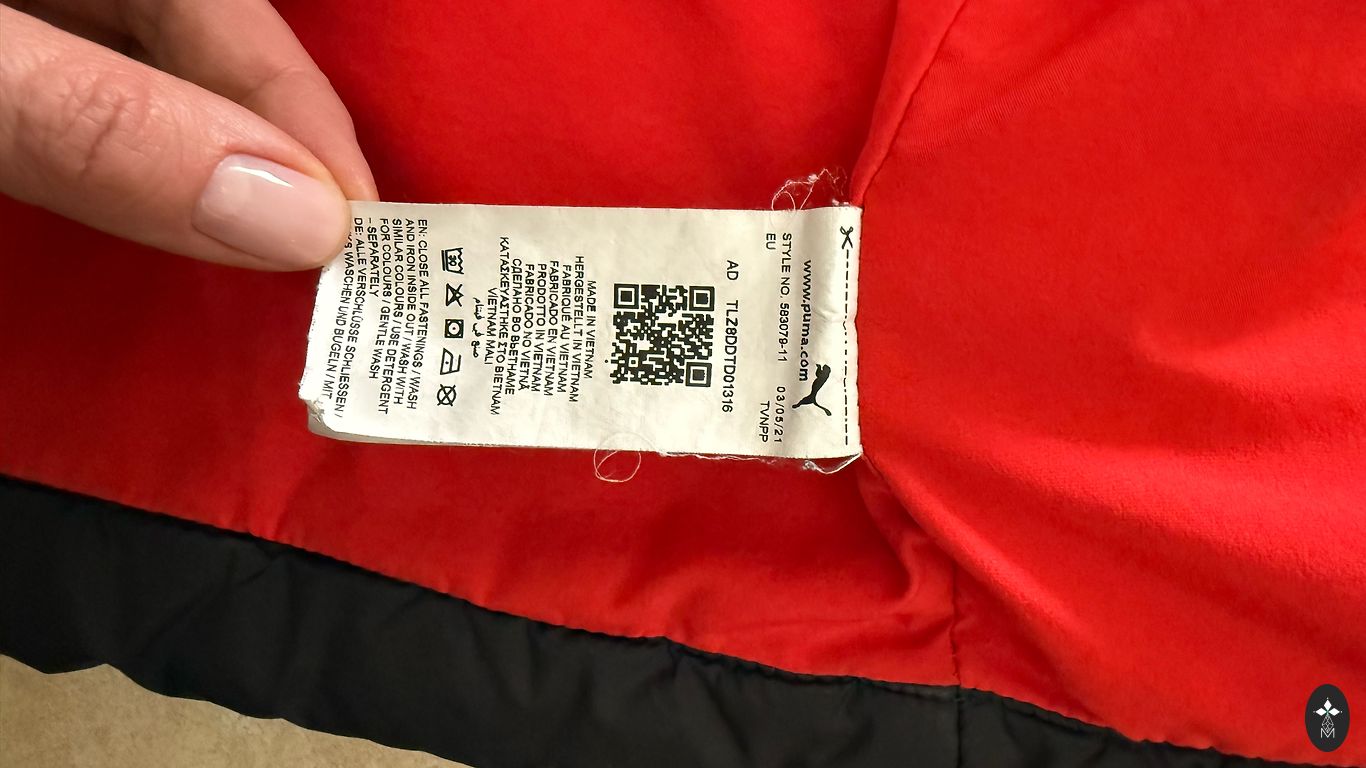 www.puma.com
STYLE NO. 583079-11 03/05/21
EU TVNPP
AD TLZ8DDTD01316
MADE IN VIETNAM
HERGESTELLT IN VIETNAM
FABRIQUÉ AU VIETNAM
FABRICADO EN VIETNAM
PRODOTTO IN VIETNAM
FABRICADO NO VIETNÃ
СДЕЛАНО ВО ВЬЕТНАМЕ
ΚΑΤΑΣΚΕΥΑΣΤΗΚΕ ΣΤΟ ΒΙΕΤΝΑΜ
VİETNAM MALI
صنع في فيتنام
30
EN: CLOSE ALL FASTENINGS / WASH
AND IRON INSIDE OUT / WASH WITH
SIMILAR COLOURS / USE DETERGENT
FOR COLOURS / GENTLE WASH
- SEPARATELY
DE: ALLE VERSCHLÜSSE SCHLIESSEN /
WASCHEN UND BÜGELN / MIT
M